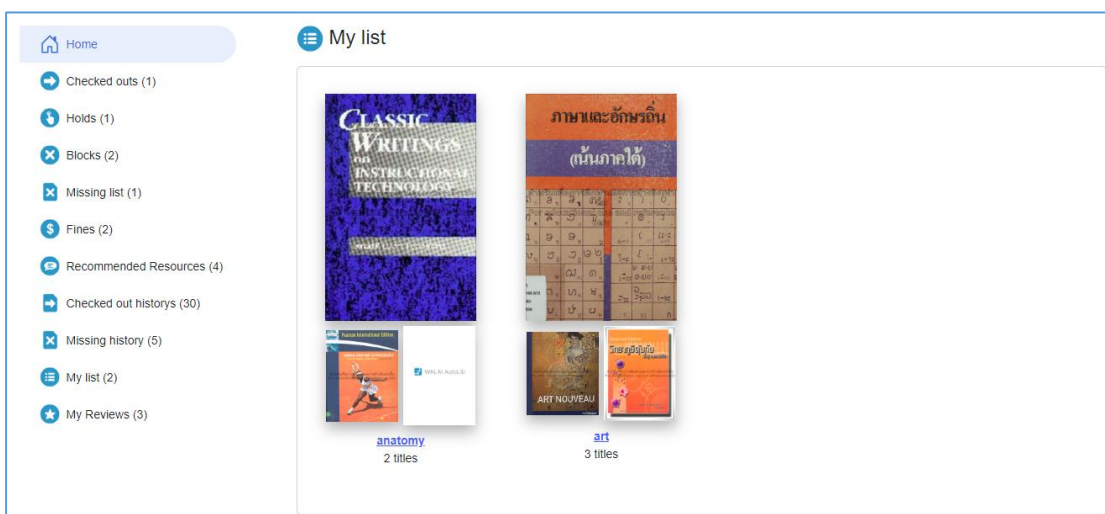 Home
Checked outs (1)
Holds (1)
Blocks (2)
Missing list (1)
Fines (2)
Recommended Resources (4)
Checked out historys (30)
Missing history (5)
My list (2)
My Reviews (3)
My list
CLASSIC
WRITINGS
on
INSTRUCTIONAL
TECHNOLOGY
ภาษาและอักษรถิ่น
(เน้นภาคใต้)
Pearson International Edition
WALAI AutoLib
ART NOUVEAU
anatomy
2 titles
art
3 titles